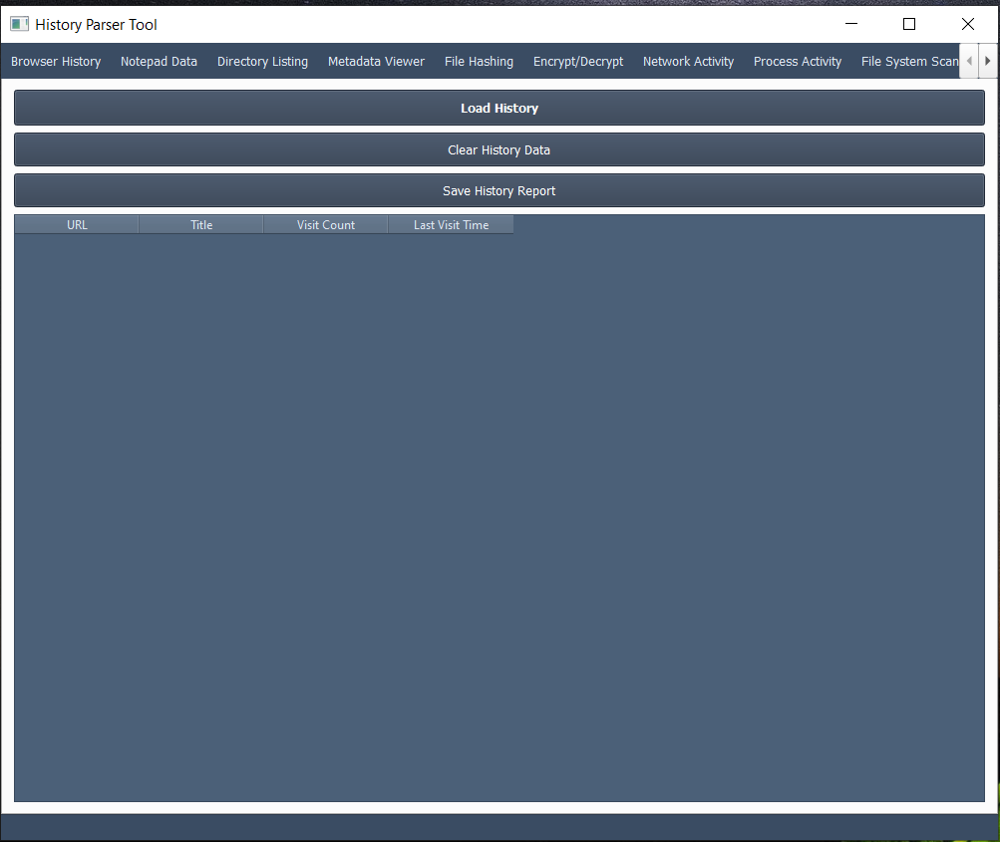 History Parser Tool
Browser History Notepad Data Directory Listing Metadata Viewer File Hashing Encrypt/Decrypt Network Activity Process Activity File System Scan
Load History
Clear History Data
Save History Report
URL Title Visit Count Last Visit Time